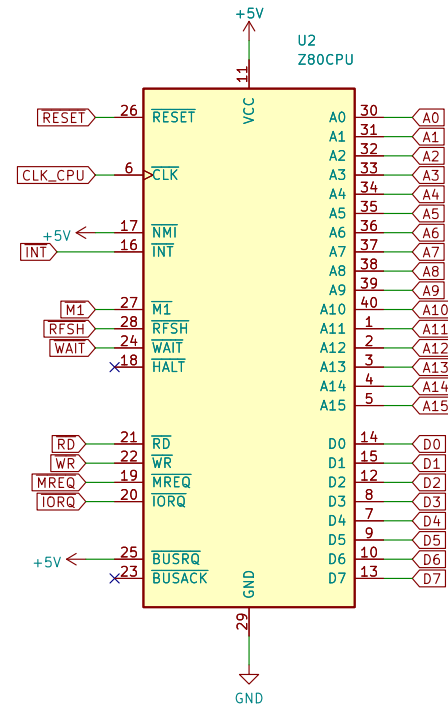 +5V
U2
Z80CPU
11
VCC
RESET 26 RESET A0 30 A0
A1 31 A1
A2 32 A2
CLK_CPU 6 CLK A3 33 A3
A4 34 A4
A5 35 A5
+5V 17 NMI A6 36 A6
INT 16 INT A7 37 A7
A8 38 A8
A9 39 A9
M1 27 M1 A10 40 A10
RFSH 28 RFSH A11 1 A11
WAIT 24 WAIT A12 2 A12
18 HALT A13 3 A13
A14 4 A14
A15 5 A15
RD 21 RD D0 14 D0
WR 22 WR D1 15 D1
MREQ 19 MREQ D2 12 D2
IORQ 20 IORQ D3 8 D3
D4 7 D4
D5 9 D5
+5V 25 BUSRQ D6 10 D6
23 BUSACK D7 13 D7
GND
29
GND